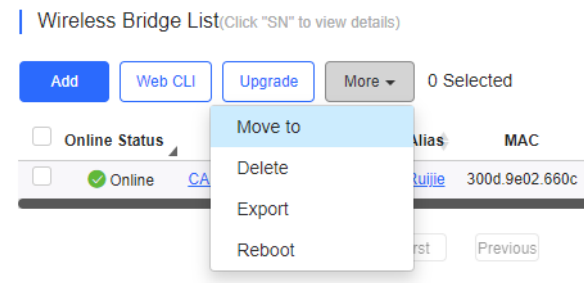 Wireless Bridge List(Click "SN" to view details)
Add Web CLI Upgrade More 0 Selected
Move to
Online Status Alias MAC
Delete
Online CA Ruijie 300d.9e02.660c
Export
Reboot
Previous